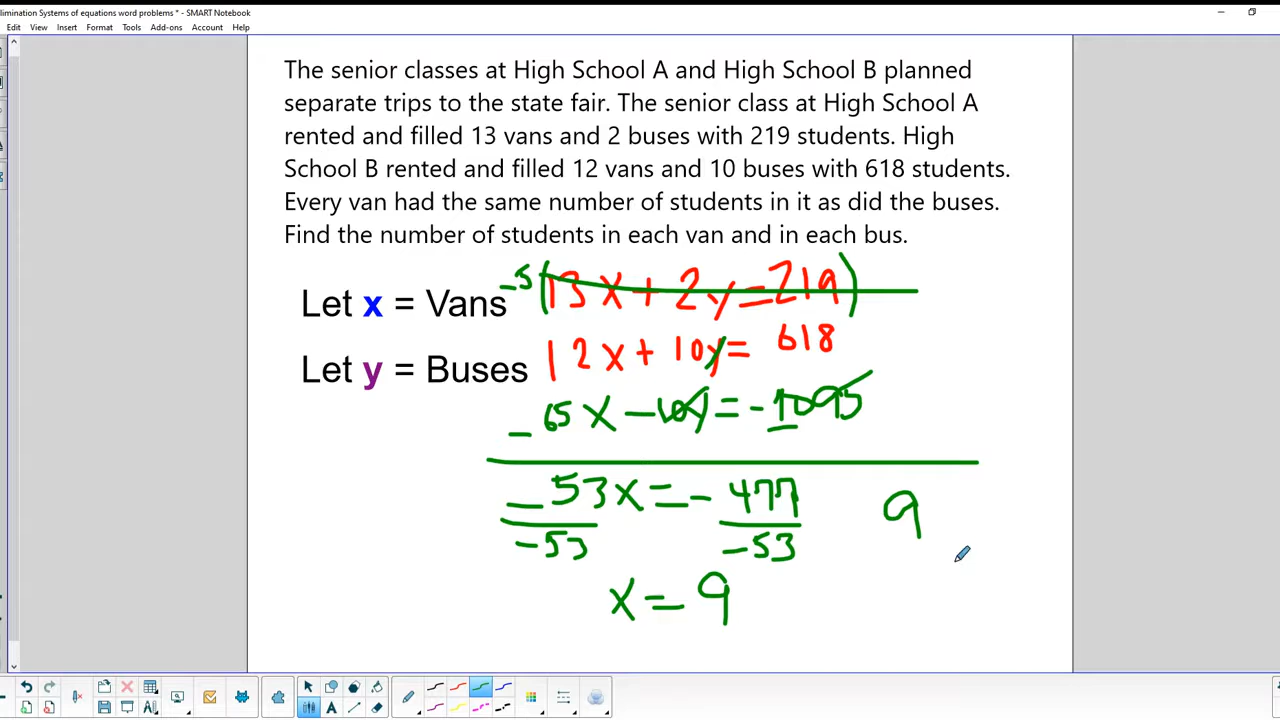 limination Systems of equations word problems * - SMART Notebook
Edit View Insert Format Tools Add-ons Account Help
The senior classes at High School A and High School B planned
separate trips to the state fair. The senior class at High School A
rented and filled 13 vans and 2 buses with 219 students. High
School B rented and filled 12 vans and 10 buses with 618 students.
Every van had the same number of students in it as did the buses.
Find the number of students in each van and in each bus.
-5(13x + 2y = 219)
Let x = Vans
12x + 10y = 618
Let y = Buses
-65x - 10y = -1095
-53x = -477
9
-53 -53
x = 9